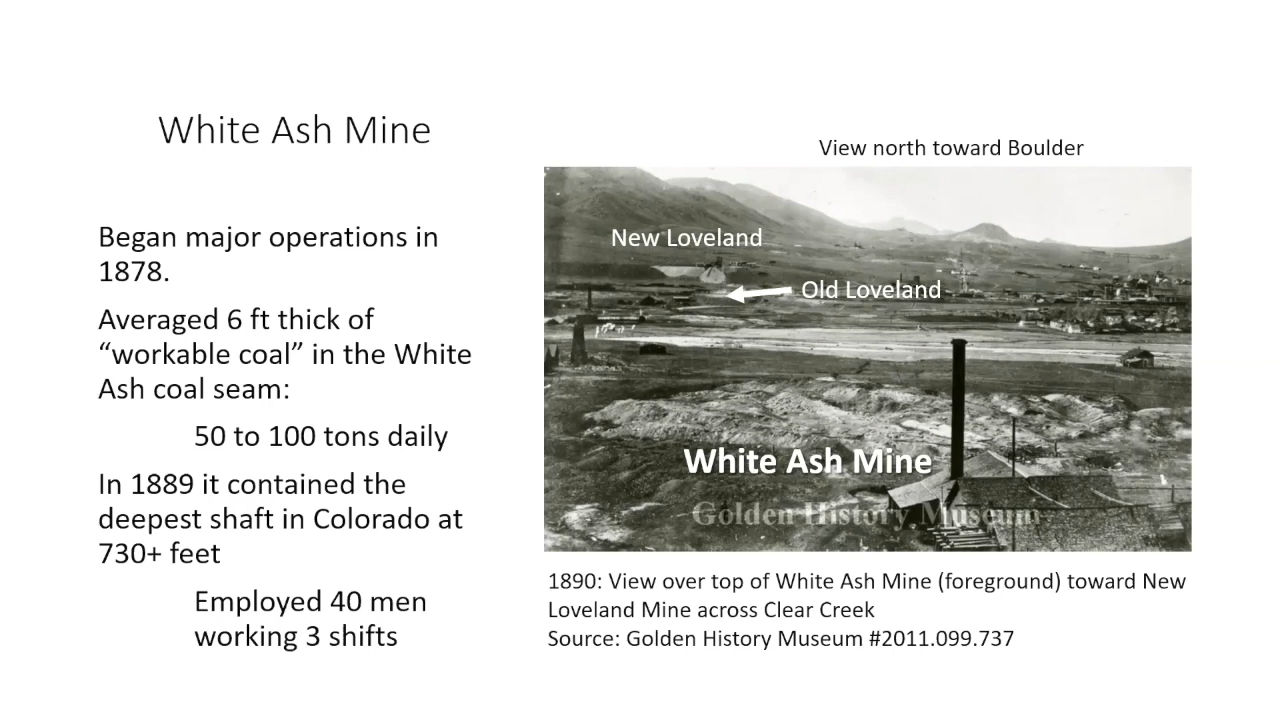 White Ash Mine
Began major operations in
1878.
Averaged 6 ft thick of
“workable coal” in the White
Ash coal seam:
50 to 100 tons daily
In 1889 it contained the
deepest shaft in Colorado at
730+ feet
Employed 40 men
working 3 shifts
View north toward Boulder
New Loveland
Old Loveland
White Ash Mine
Golden History Museum
1890: View over top of White Ash Mine (foreground) toward New
Loveland Mine across Clear Creek
Source: Golden History Museum #2011.099.737